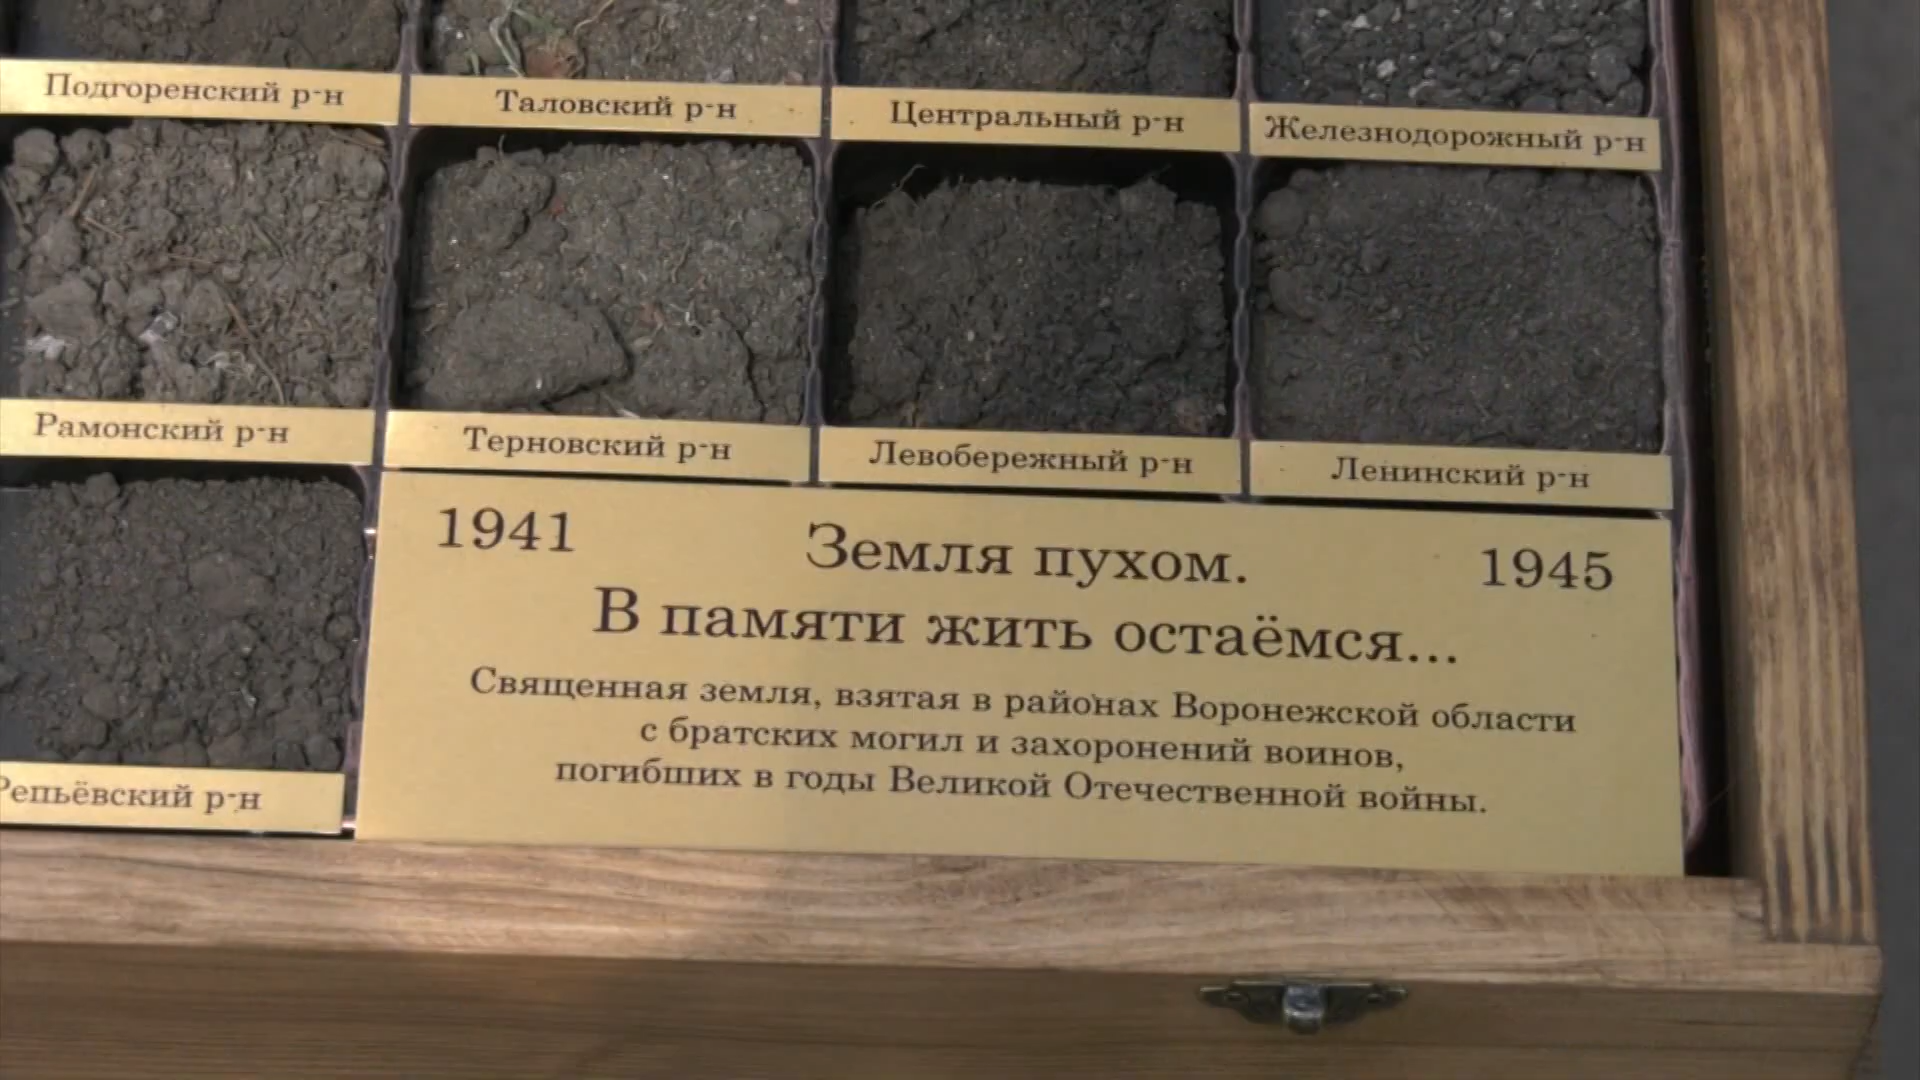 Подгоренский р-н
Таловский р-н
Центральный р-н
Железнодорожный р-н
Рамонский р-н
Терновский р-н
Левобережный р-н
Ленинский р-н
Репьёвский р-н
1941
Земля пухом.
1945
В памяти жить остаёмся...
Священная земля, взятая в районах Воронежской области
с братских могил и захоронений воинов,
погибших в годы Великой Отечественной войны.